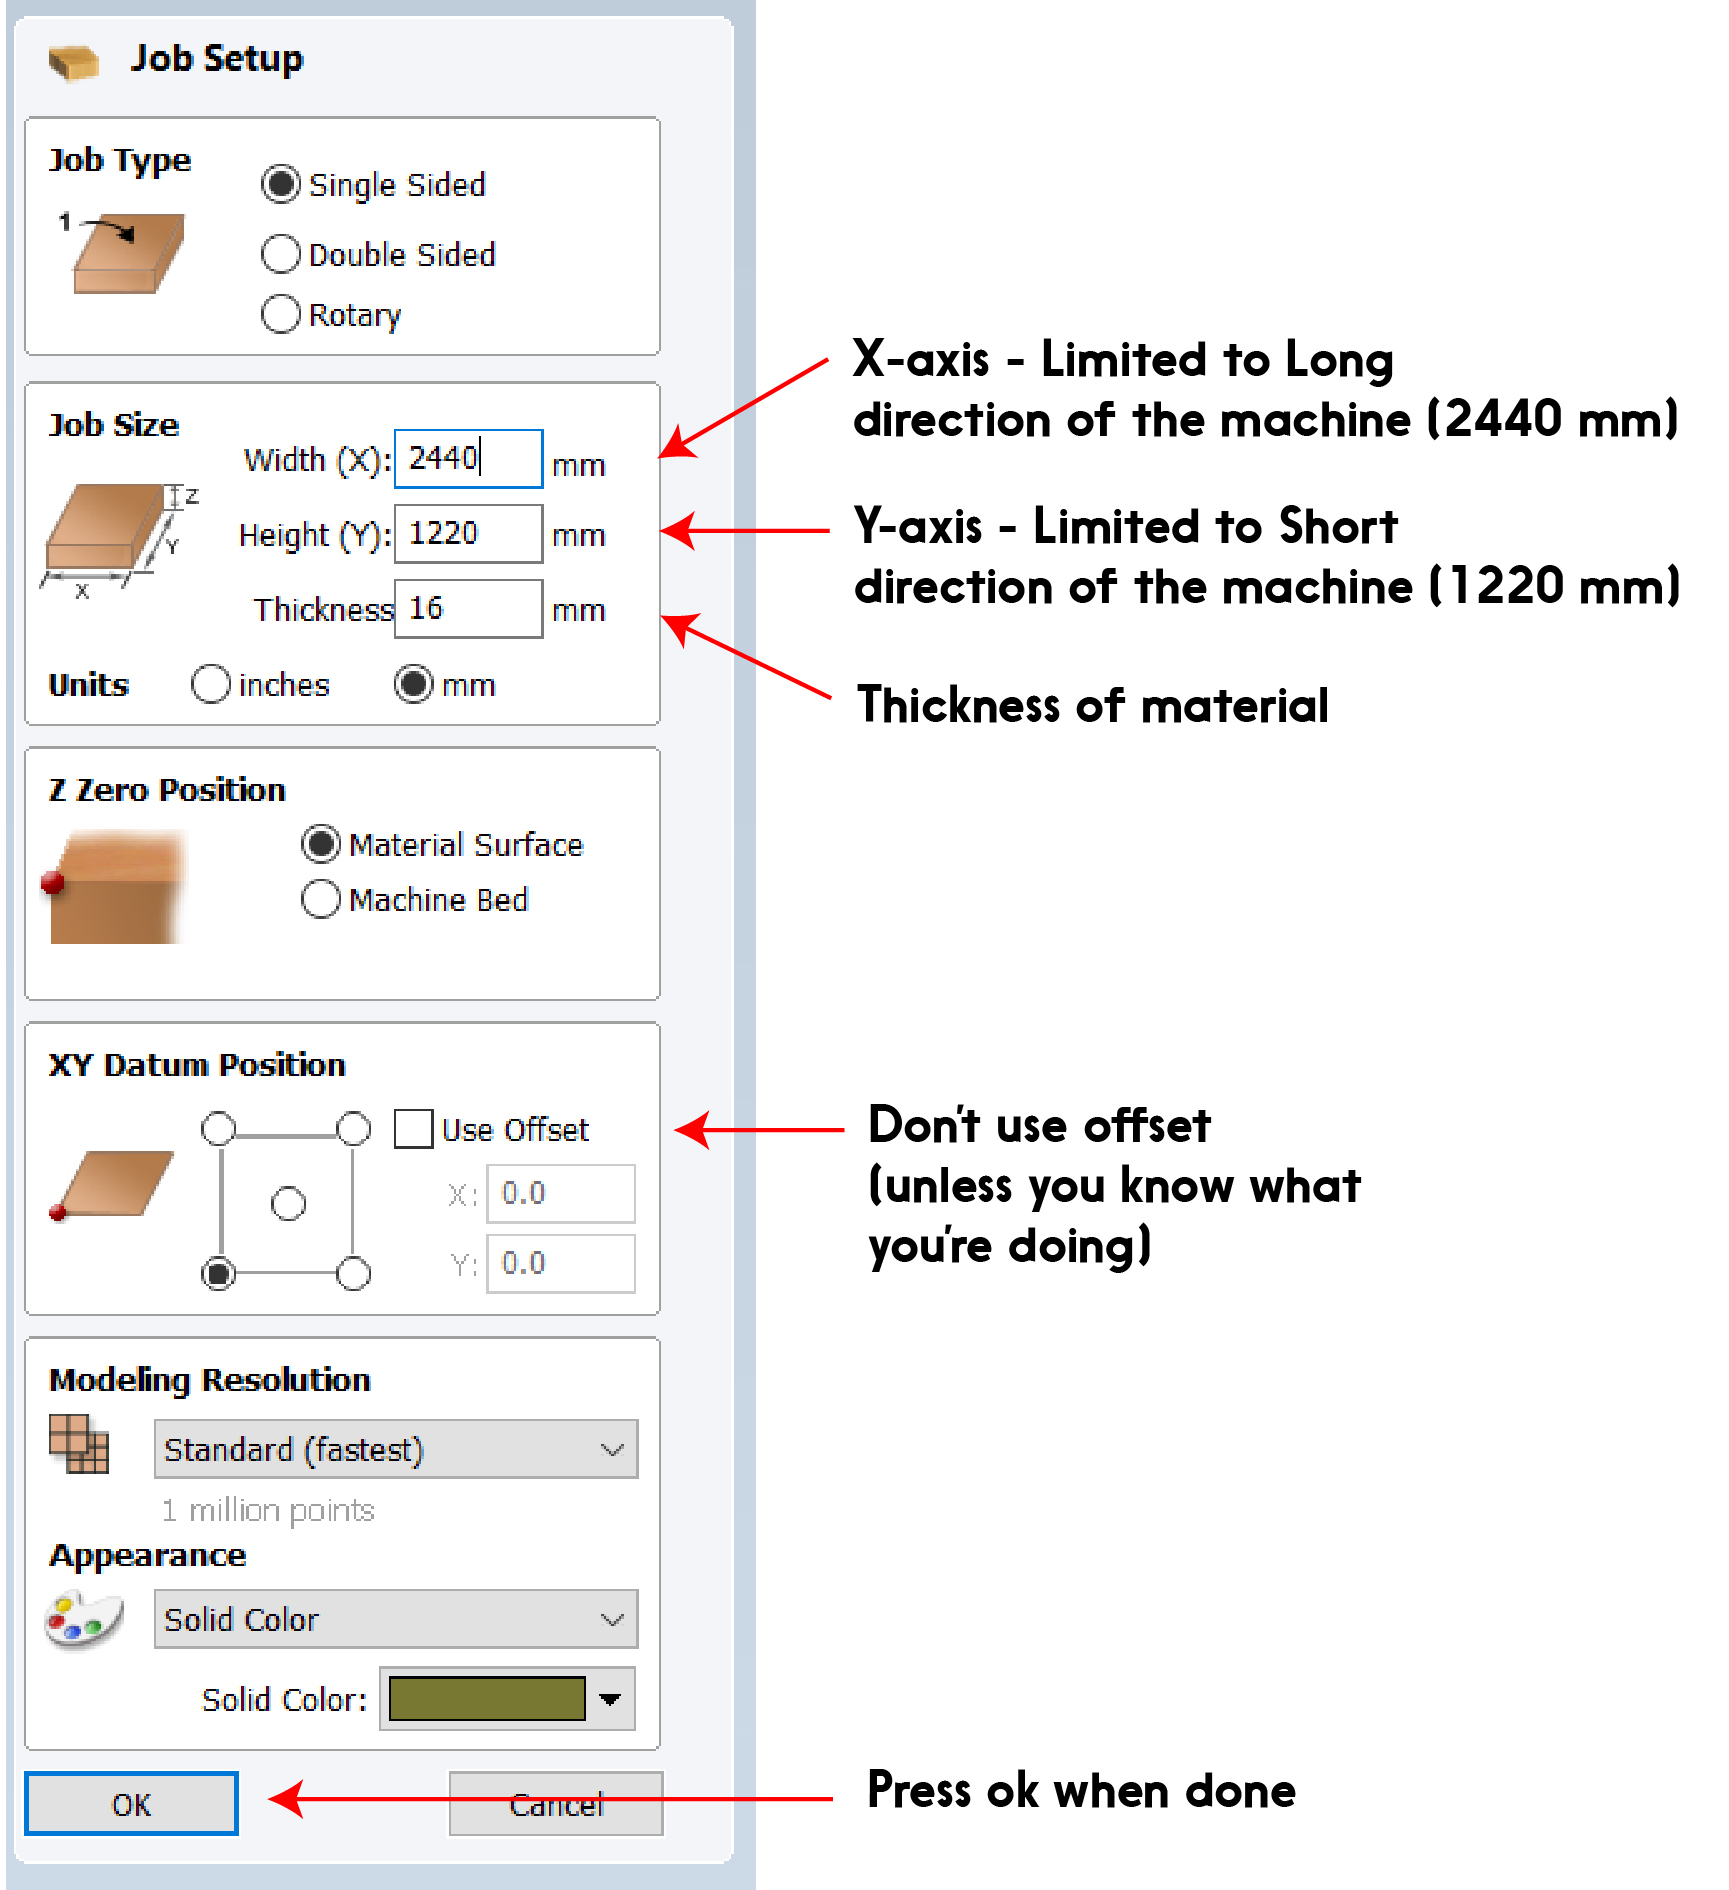 Job Setup
Job Type
Single Sided
1
Double Sided
Rotary
X-axis - Limited to Long
direction of the machine (2440 mm)
Job Size
Width (X): 2440 mm
Z
Y
X
Height (Y): 1220 mm
Y-axis - Limited to Short
direction of the machine (1220 mm)
Thickness 16 mm
Thickness of material
Units inches mm
Z Zero Position
Material Surface
Machine Bed
XY Datum Position
Use Offset
X: 0.0
Y: 0.0
Don't use offset
(unless you know what
you're doing)
Modeling Resolution
Standard (fastest)
1 million points
Appearance
Solid Color
Solid Color:
OK Cancel
Press ok when done